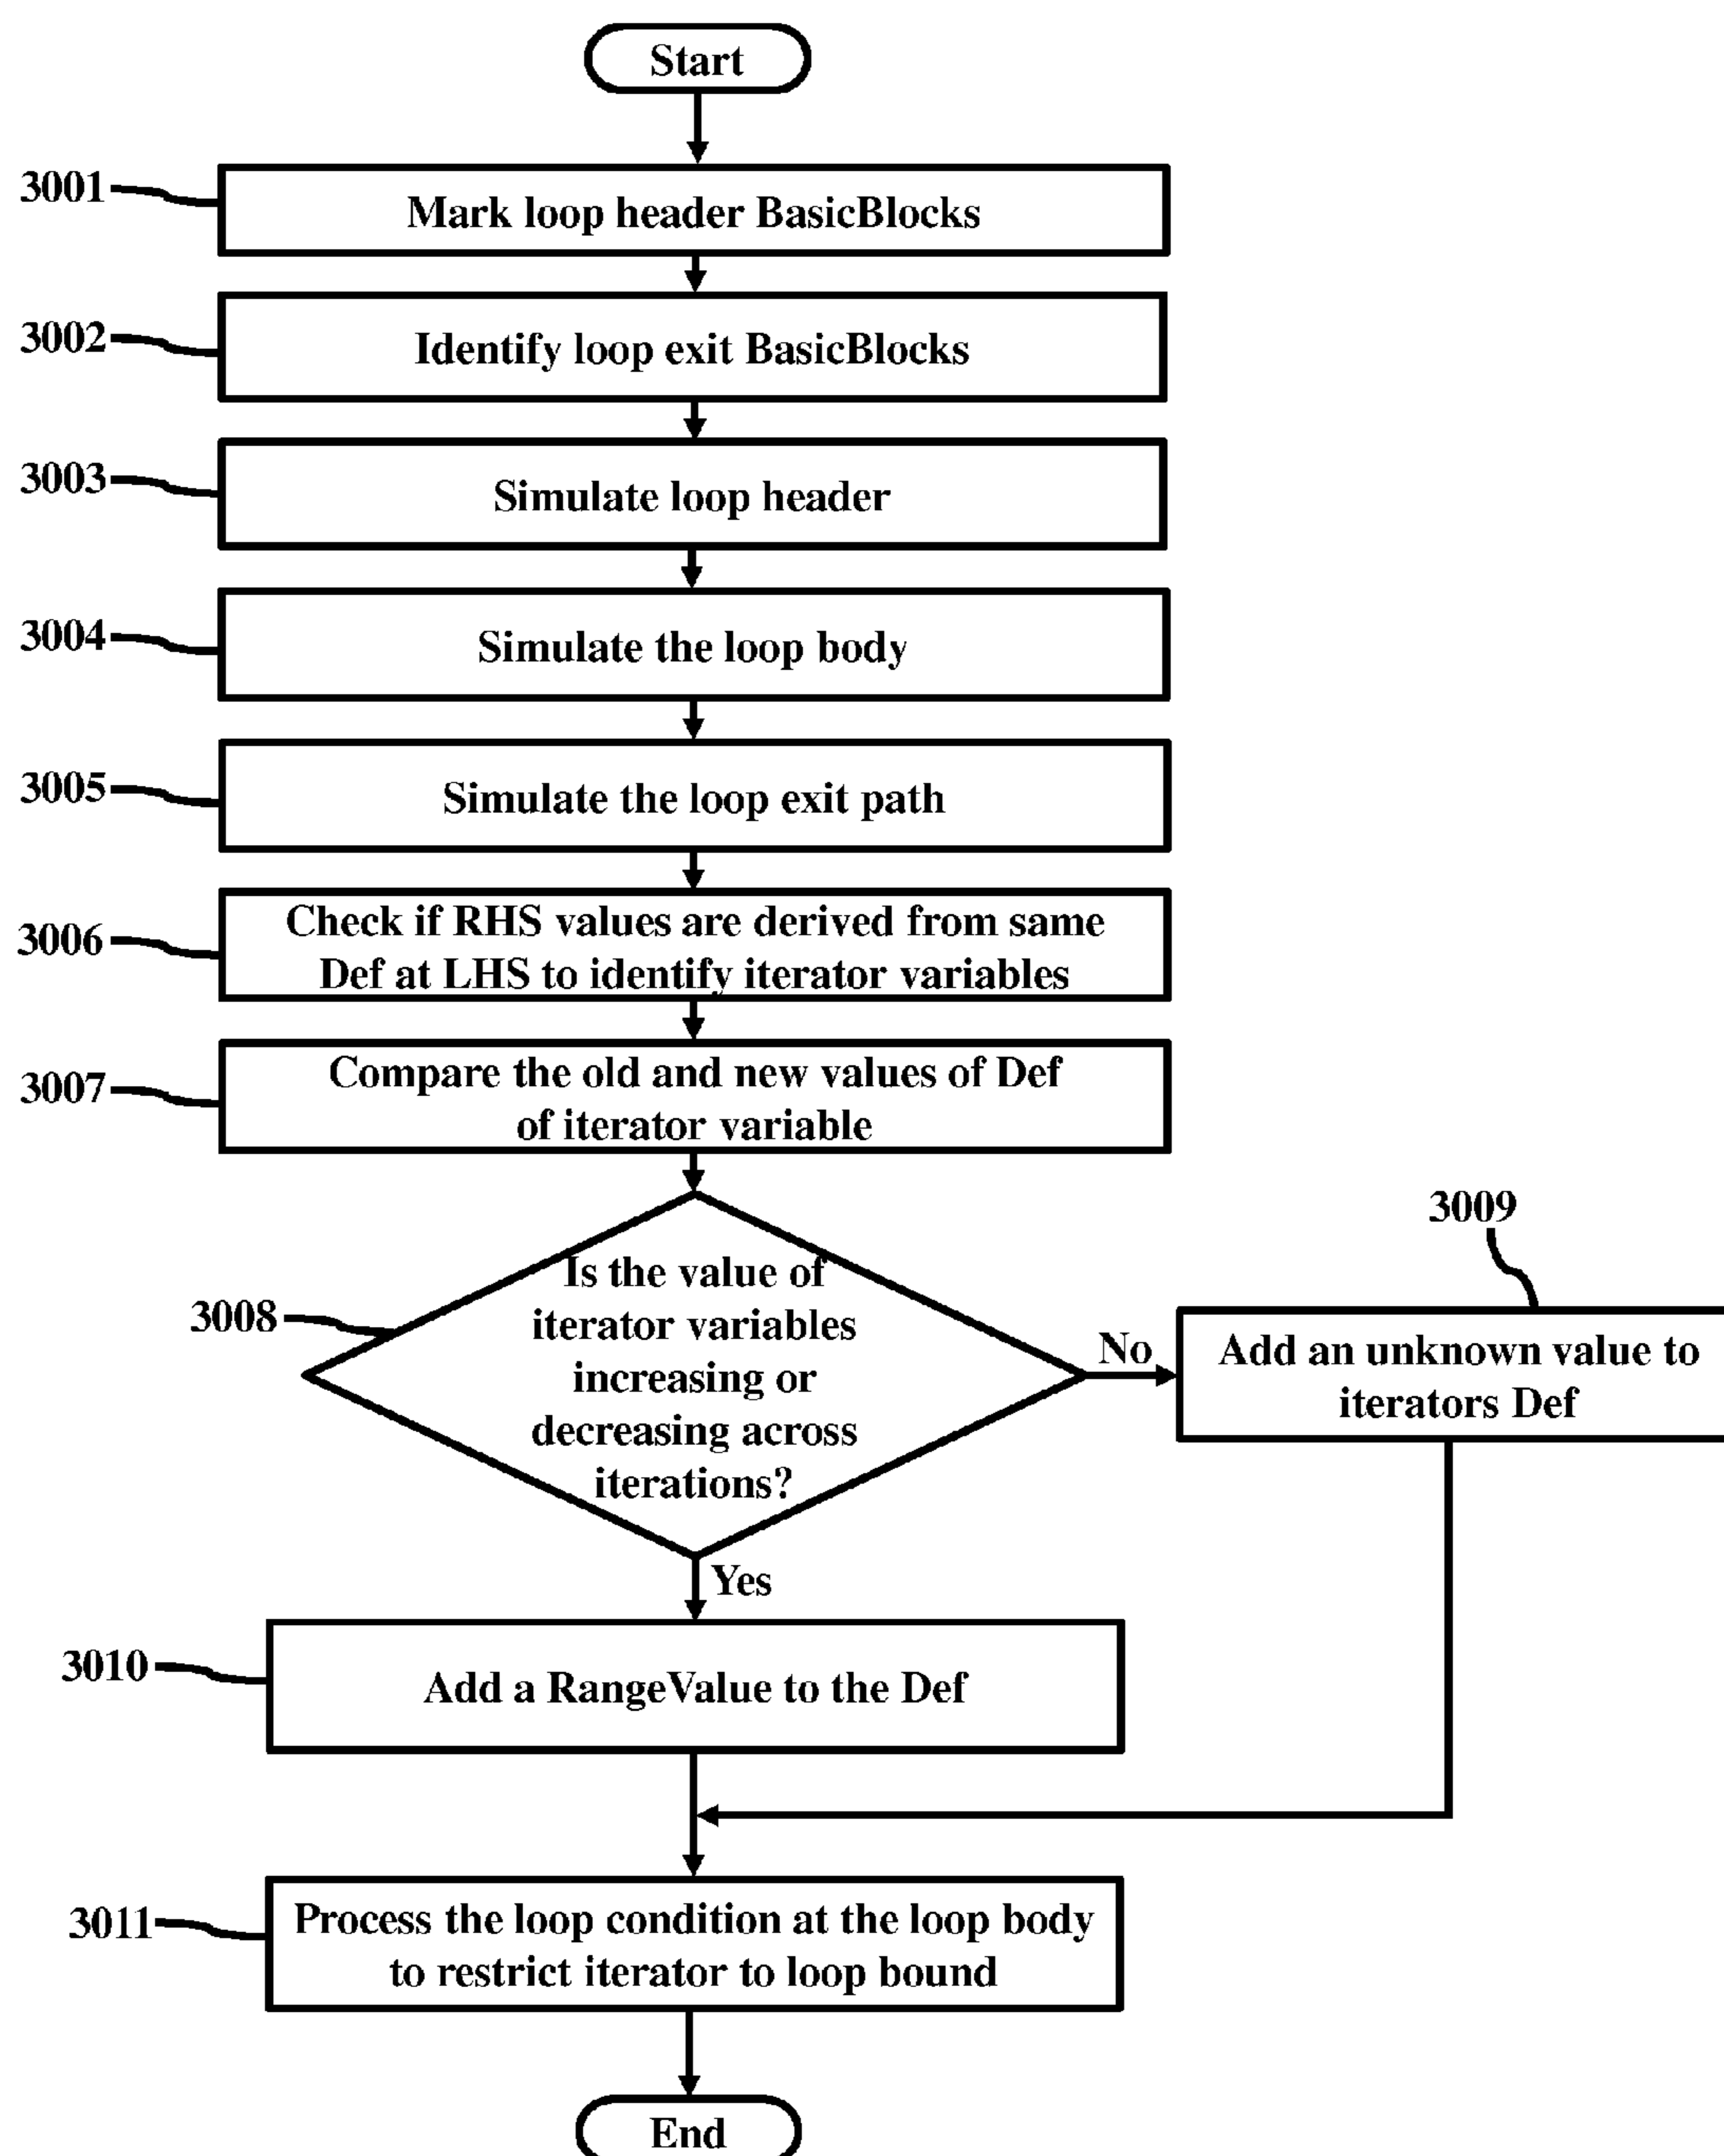 Start
3001
Mark loop header BasicBlocks
3002
Identify loop exit BasicBlocks
3003
Simulate loop header
3004
Simulate the loop body
3005
Simulate the loop exit path
3006
Check if RHS values are derived from same
Def at LHS to identify iterator variables
3007
Compare the old and new values of Def
of iterator variable
3008
Is the value of
iterator variables
increasing or
decreasing across
iterations?
No
3009
Add an unknown value to
iterators Def
Yes
3010
Add a RangeValue to the Def
3011
Process the loop condition at the loop body
to restrict iterator to loop bound
End